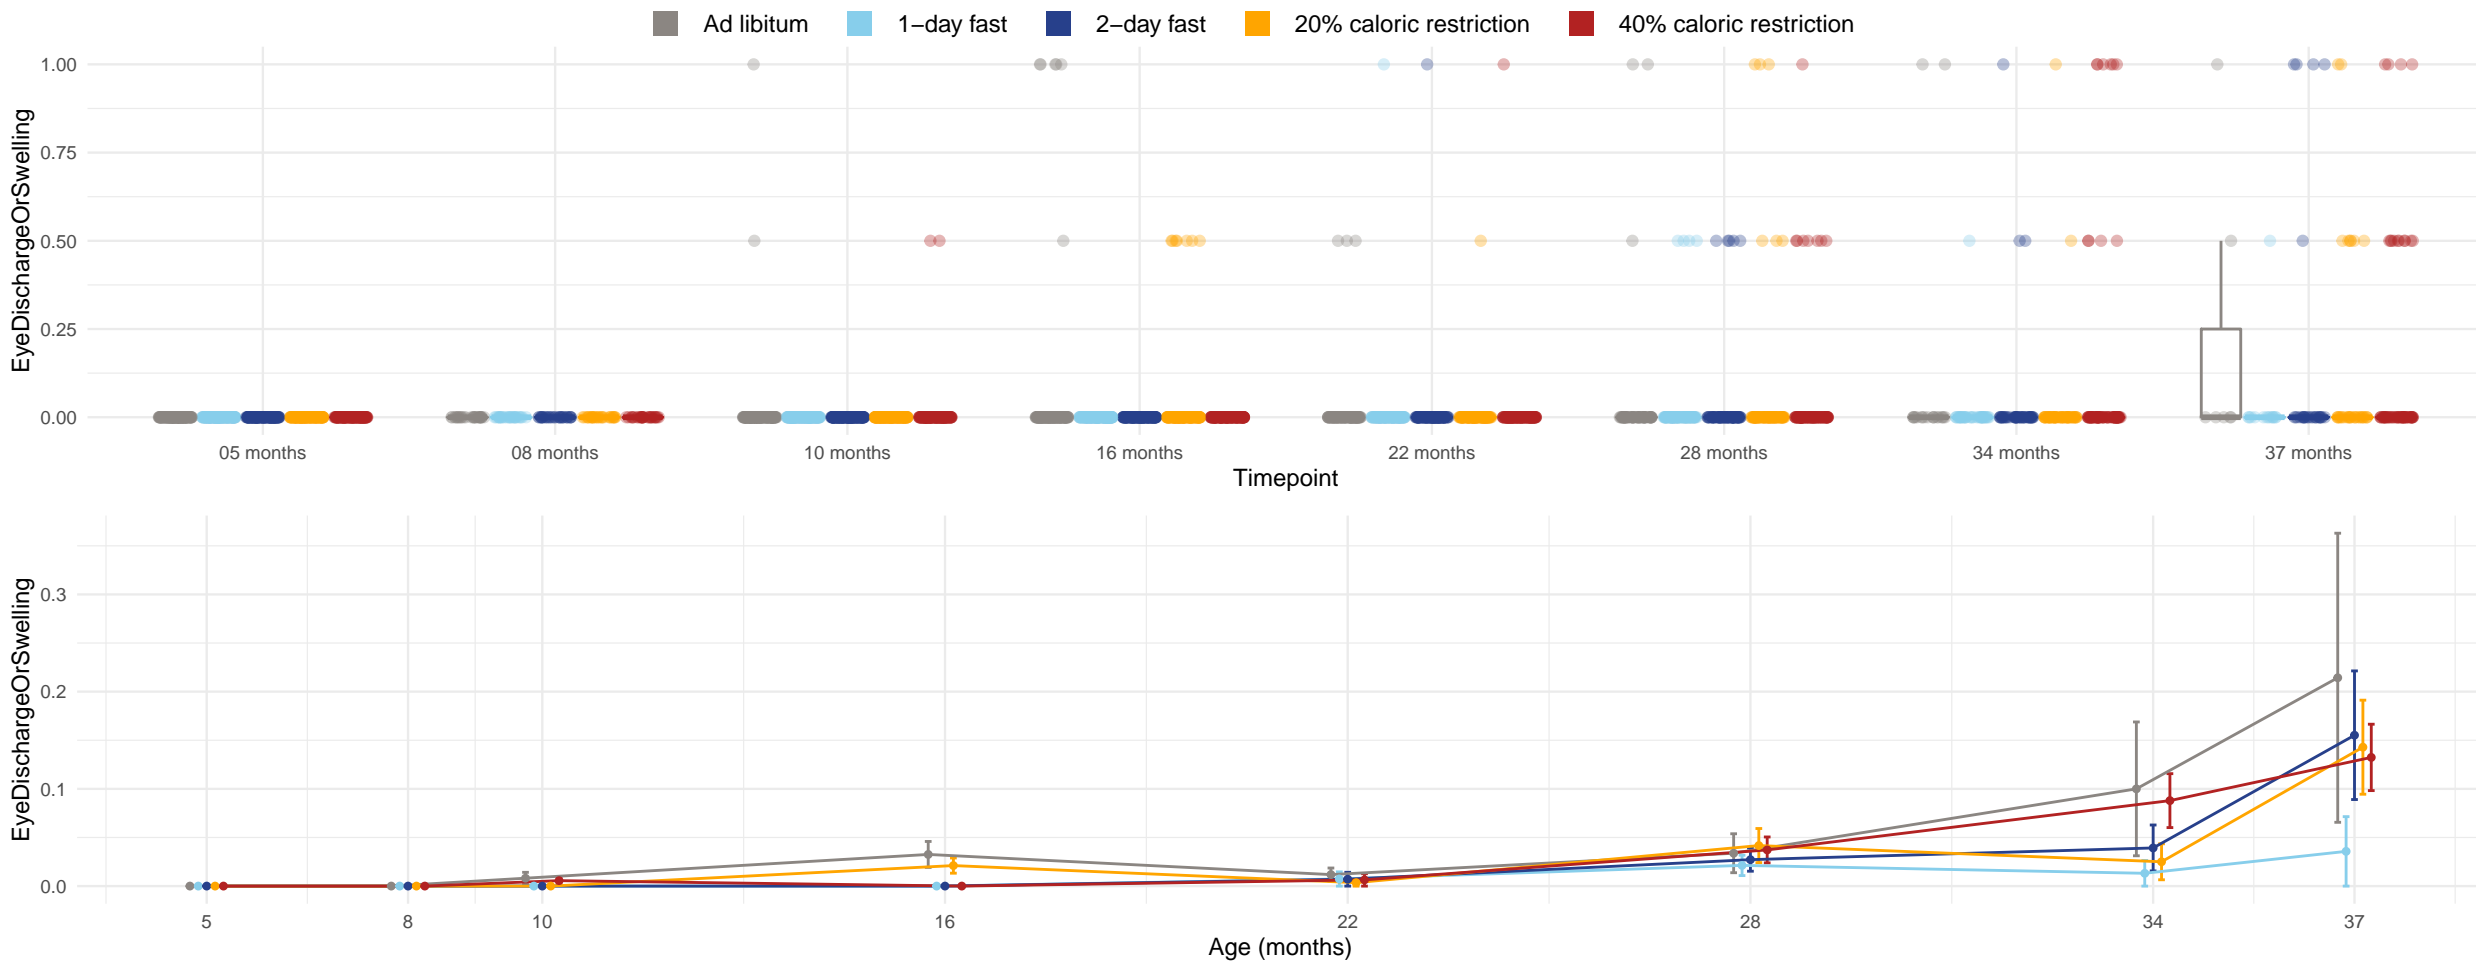 Ad libitum 1−day fast 2−day fast 20% caloric restriction 40% caloric restriction
EyeDischargeOrSwelling
1.00
0.75
0.50
0.25
0.00
05 months 08 months 10 months 16 months 22 months 28 months 34 months 37 months
Timepoint
EyeDischargeOrSwelling
0.3
0.2
0.1
0.0
5 8 10 16 22 28 34 37
Age (months)